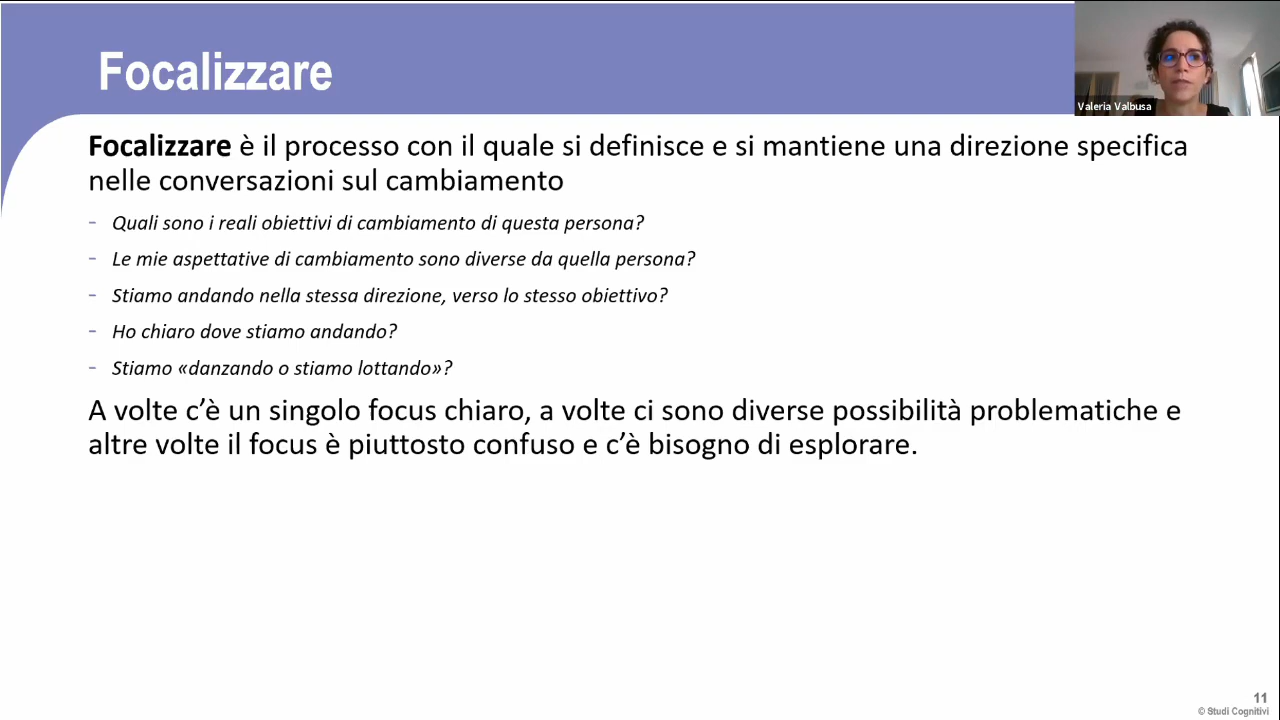 Focalizzare
Valeria Valbusa
Focalizzare è il processo con il quale si definisce e si mantiene una direzione specifica
nelle conversazioni sul cambiamento
- Quali sono i reali obiettivi di cambiamento di questa persona?
- Le mie aspettative di cambiamento sono diverse da quella persona?
- Stiamo andando nella stessa direzione, verso lo stesso obiettivo?
- Ho chiaro dove stiamo andando?
- Stiamo «danzando o stiamo lottando»?
A volte c’è un singolo focus chiaro, a volte ci sono diverse possibilità problematiche e
altre volte il focus è piuttosto confuso e c’è bisogno di esplorare.
11
© Studi Cognitivi